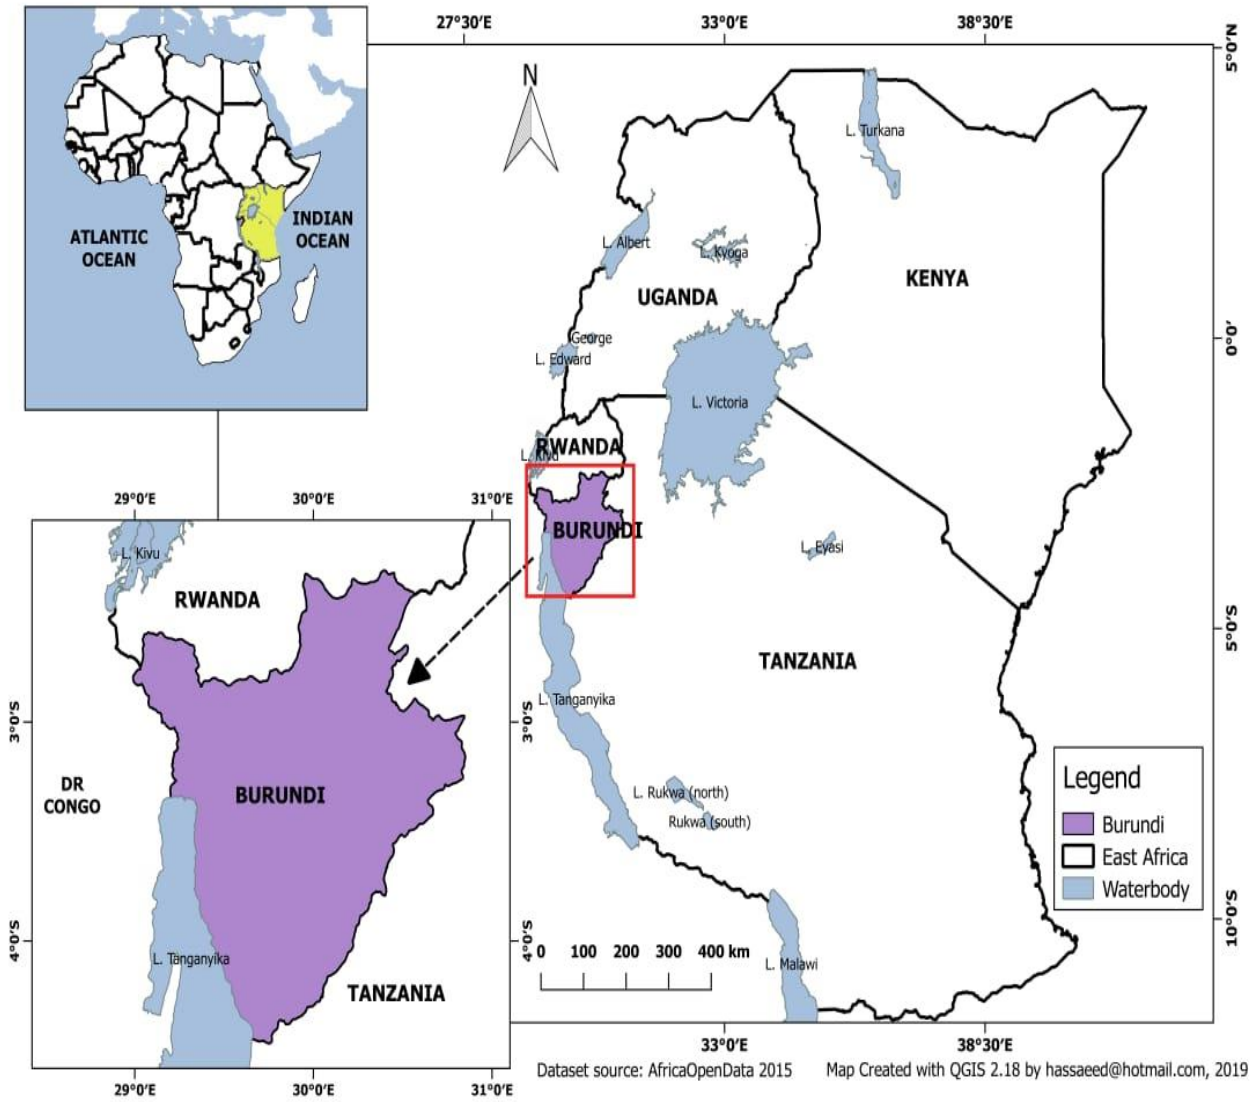 27°30′E
33°0′E
38°30′E
5°0′N
N
L. Turkana
ATLANTIC
OCEAN
INDIAN
OCEAN
L. Albert
L. Kyoga
KENYA
UGANDA
0°0′
George
L. Edward
L. Victoria
RWANDA
L. Kivu
29°0′E
30°0′E
31°0′E
BURUNDI
L. Eyasi
L. Kivu
RWANDA
5°0′S
TANZANIA
L. Tanganyika
3°0′S
3°0′S
DR
CONGO
BURUNDI
L. Rukwa (north)
Rukwa (south)
Legend
Burundi
East Africa
Waterbody
10°0′S
4°0′S
4°0′S
0 100 200 300 400 km
L. Tanganyika
L. Malawi
TANZANIA
33°0′E
38°30′E
29°0′E
30°0′E
31°0′E
Dataset source: AfricaOpenData 2015
Map Created with QGIS 2.18 by hassaeed@hotmail.com, 2019